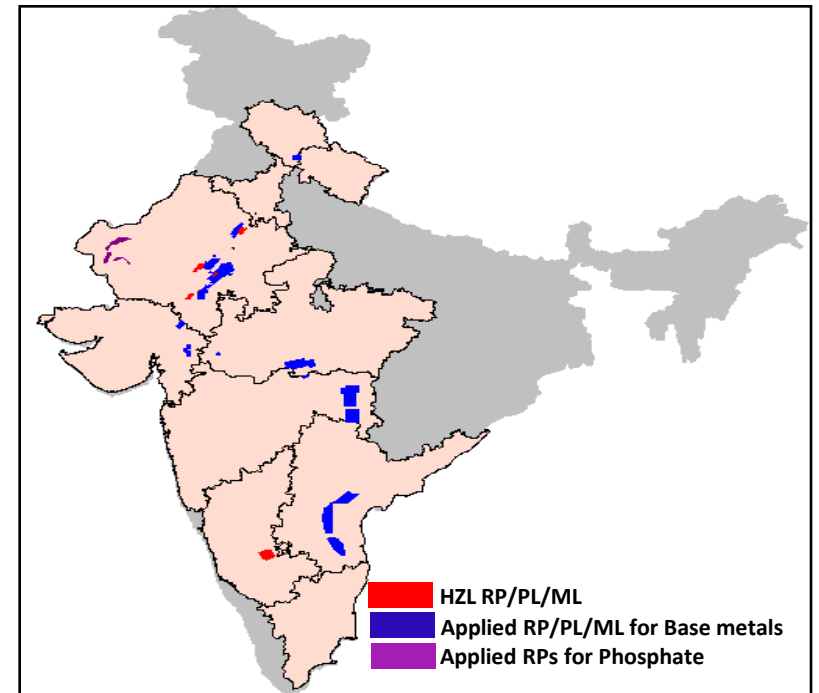 HZL RP/PL/ML
Applied RP/PL/ML for Base metals
Applied RPs for Phosphate